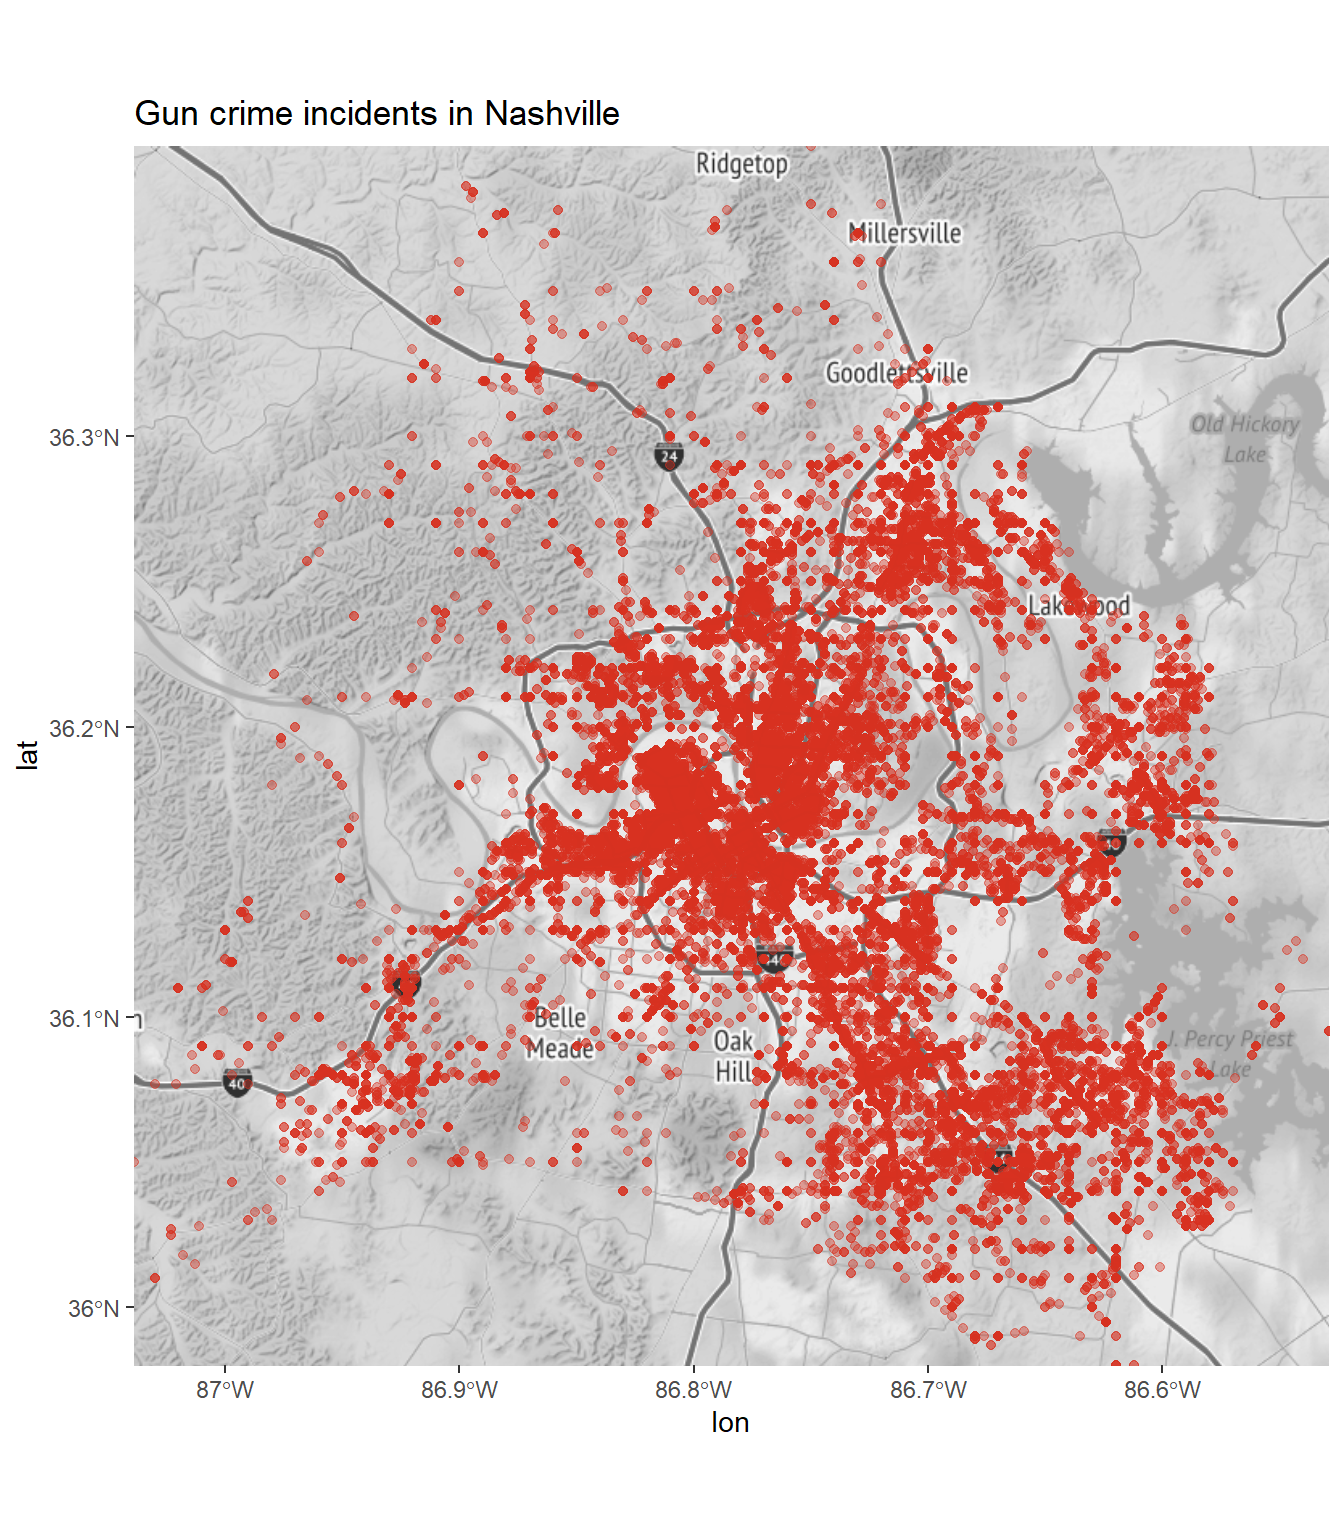 Gun crime incidents in Nashville
Ridgetop
Millersville
Goodlettsville
Old Hickory
Lake
36.3°N
24
Lakewood
36.2°N
lat
40
36.1°N
Belle
Meade
Oak
Hill
J. Percy Priest
Lake
40
36°N
87°W
86.9°W
86.8°W
86.7°W
86.6°W
lon